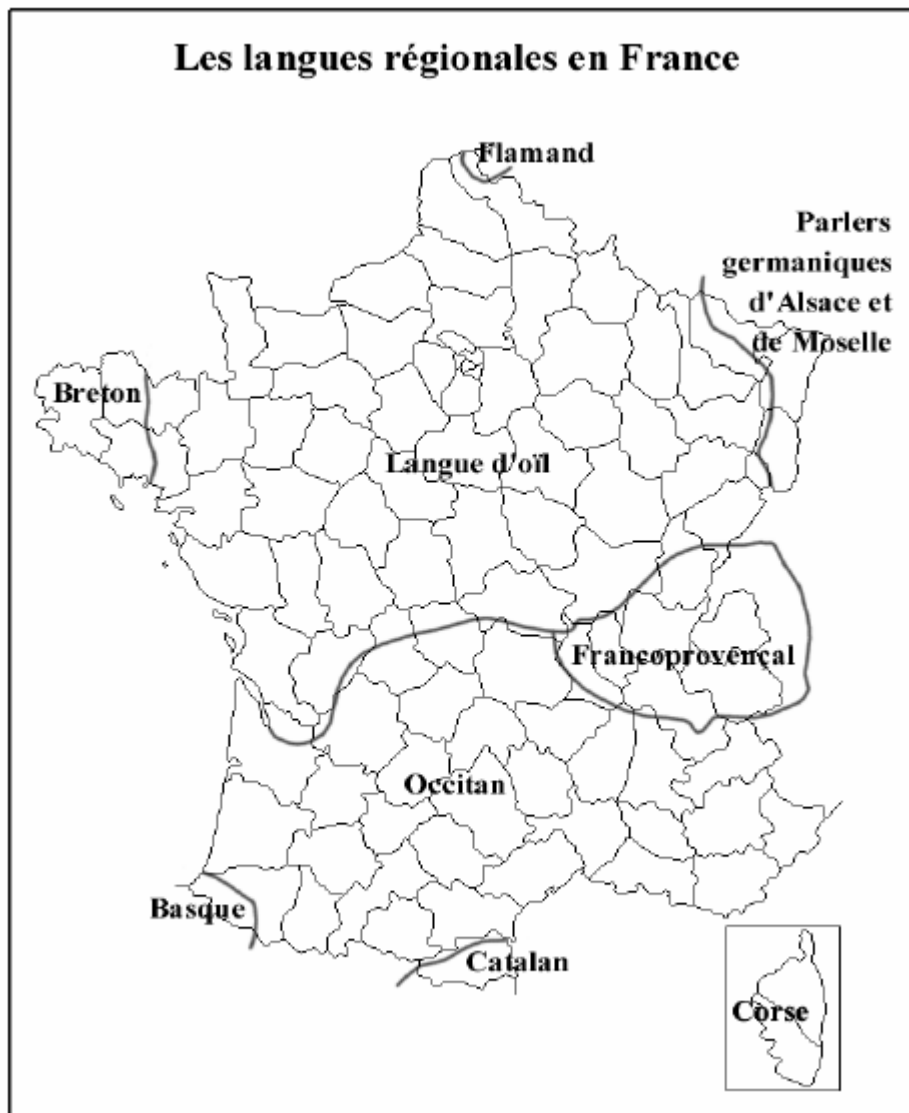 Les langues régionales en France
Flamand
Parlers
germaniques
d'Alsace et
de Moselle
Breton
Langue d'oïl
Francoprovençal
Occitan
Basque
Catalan
Corse